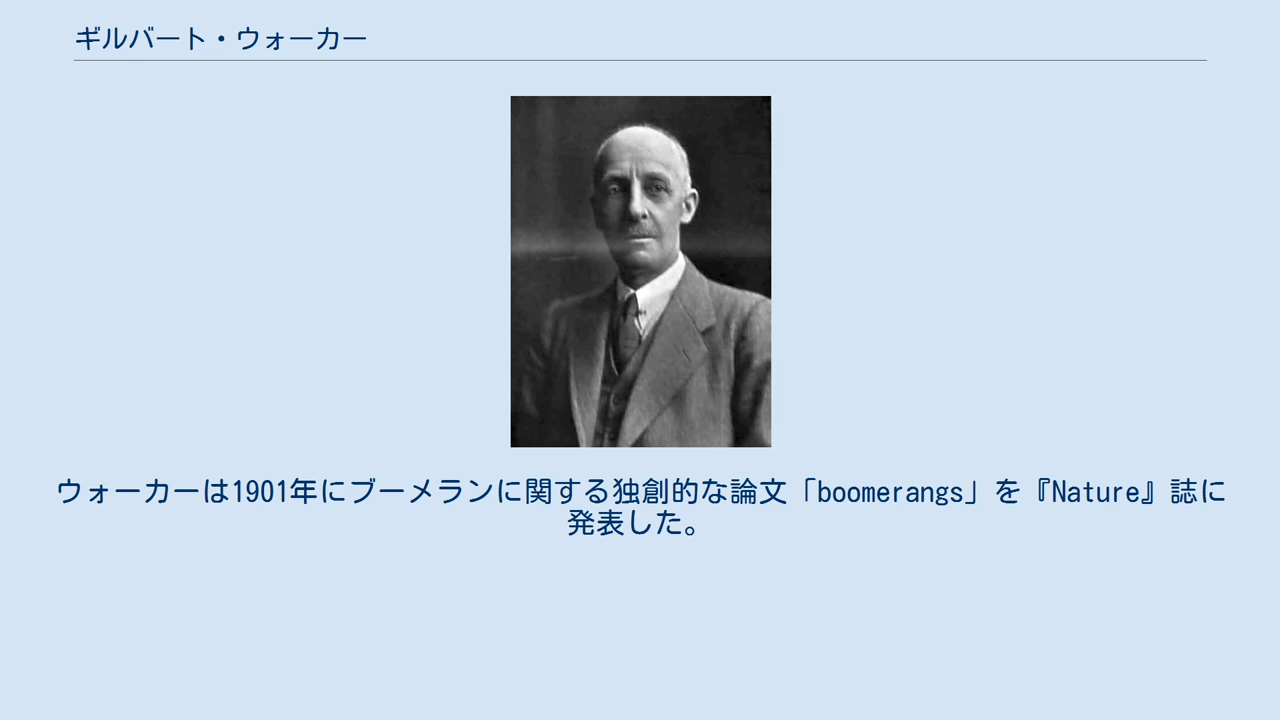 ギルバート・ウォーカー
ウォーカーは1901年にブーメランに関する独創的な論文「boomerangs」を『Nature』誌に
発表した。